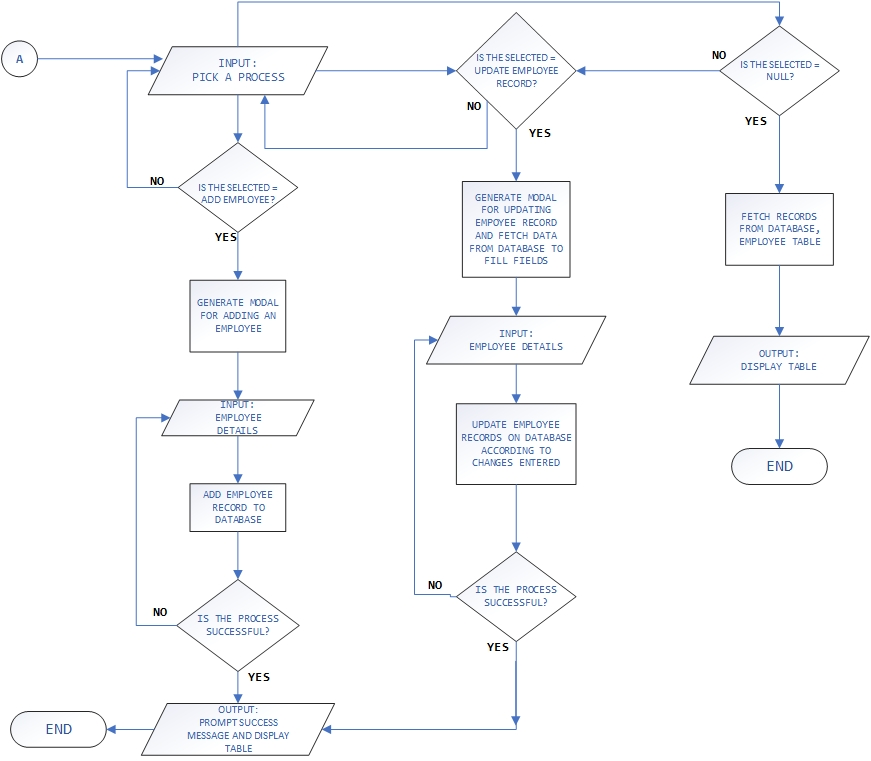 A
INPUT:
PICK A PROCESS
IS THE SELECTED =
UPDATE EMPLOYEE
RECORD?
NO
YES
IS THE SELECTED =
NULL?
NO
YES
IS THE SELECTED =
ADD EMPLOYEE?
NO
YES
GENERATE MODAL
FOR UPDATING
EMPOYEE RECORD
AND FETCH DATA
FROM DATABASE TO
FILL FIELDS
FETCH RECORDS
FROM DATABASE,
EMPLOYEE TABLE
GENERATE MODAL
FOR ADDING AN
EMPLOYEE
INPUT:
EMPLOYEE DETAILS
OUTPUT:
DISPLAY TABLE
INPUT:
EMPLOYEE
DETAILS
UPDATE EMPLOYEE
RECORDS ON DATABASE
ACCORDING TO
CHANGES ENTERED
END
ADD EMPLOYEE
RECORD TO
DATABASE
IS THE PROCESS
SUCCESSFUL?
NO
YES
IS THE PROCESS
SUCCESSFUL?
NO
YES
OUTPUT:
PROMPT SUCCESS
MESSAGE AND DISPLAY
TABLE
END